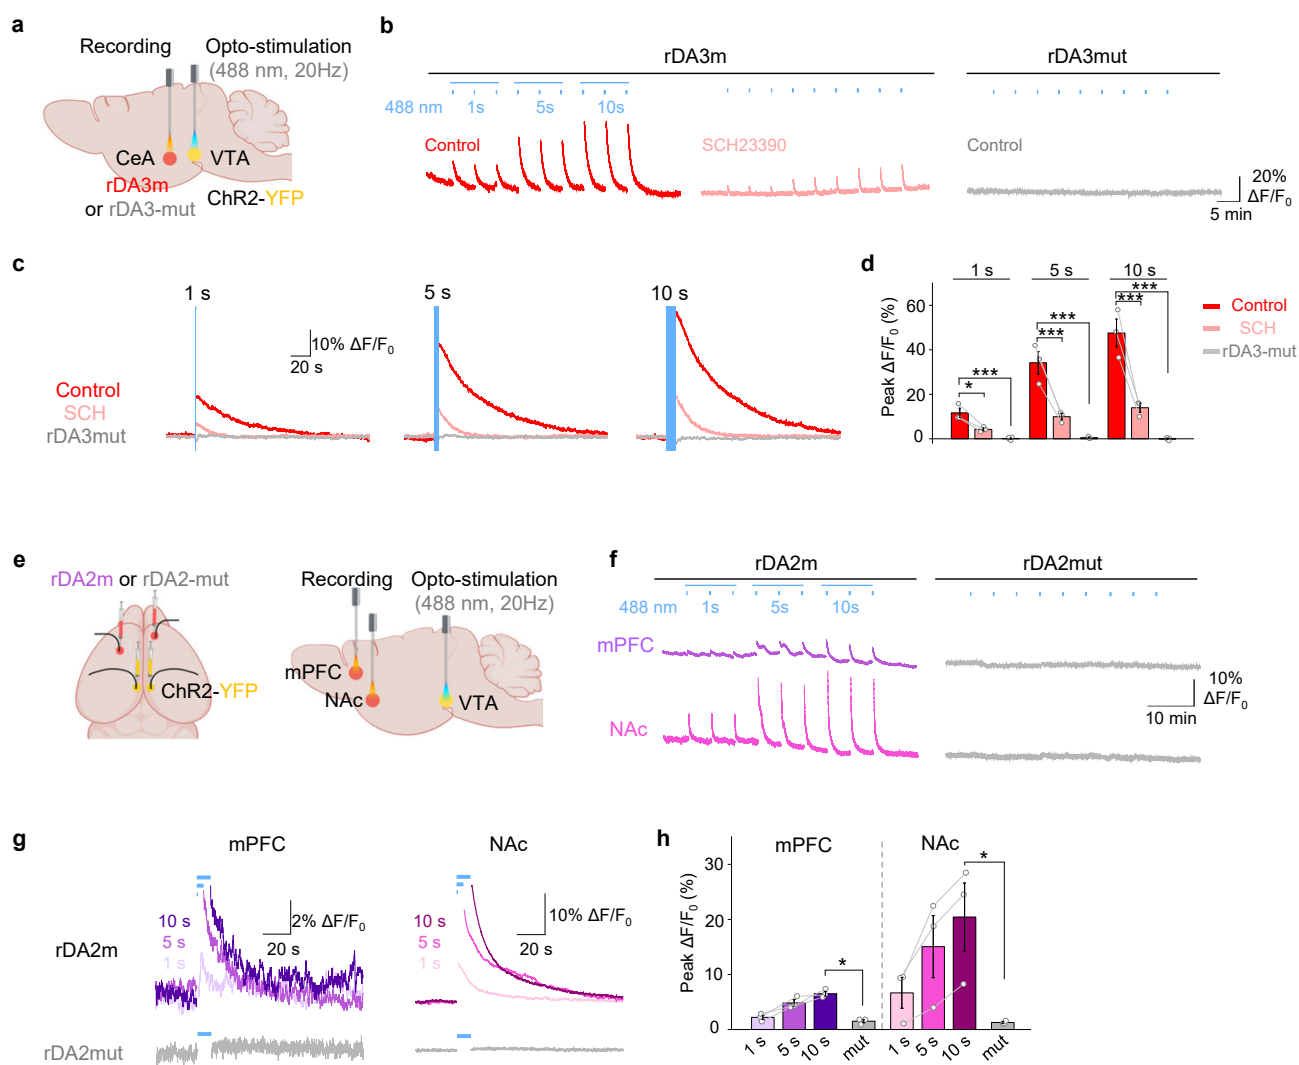 a
Recording
Opto-stimulation
(488 nm, 20Hz)
CeA
VTA
rDA3m
or rDA3-mut
ChR2-YFP
b
rDA3m
rDA3mut
488 nm
1s
5s
10s
Control
SCH23390
Control
20%
ΔF/F0
5 min
c
1 s
5 s
10 s
10% ΔF/F0
20 s
Control
SCH
rDA3mut
d
1 s
5 s
10 s
Peak ΔF/F0 (%)
60
40
20
0
*
***
***
***
***
***
Control
SCH
rDA3-mut
e
rDA2m or rDA2-mut
ChR2-YFP
Recording
Opto-stimulation
(488 nm, 20Hz)
mPFC
NAc
VTA
f
rDA2m
rDA2mut
488 nm
1s
5s
10s
mPFC
NAc
10%
ΔF/F0
10 min
g
mPFC
NAc
rDA2m
10 s
5 s
1 s
2% ΔF/F0
20 s
10 s
5 s
1 s
10% ΔF/F0
20 s
rDA2mut
h
mPFC
NAc
Peak ΔF/F0 (%)
30
20
10
0
*
*
1 s
5 s
10 s
mut
1 s
5 s
10 s
mut